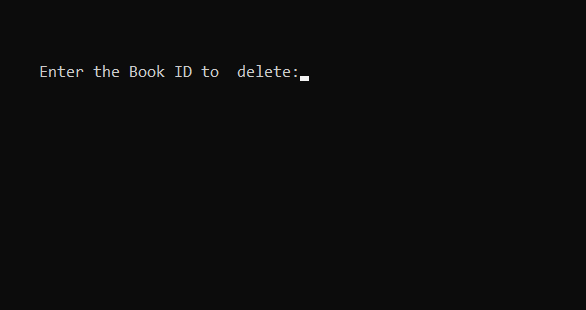 Enter the Book ID to  delete: